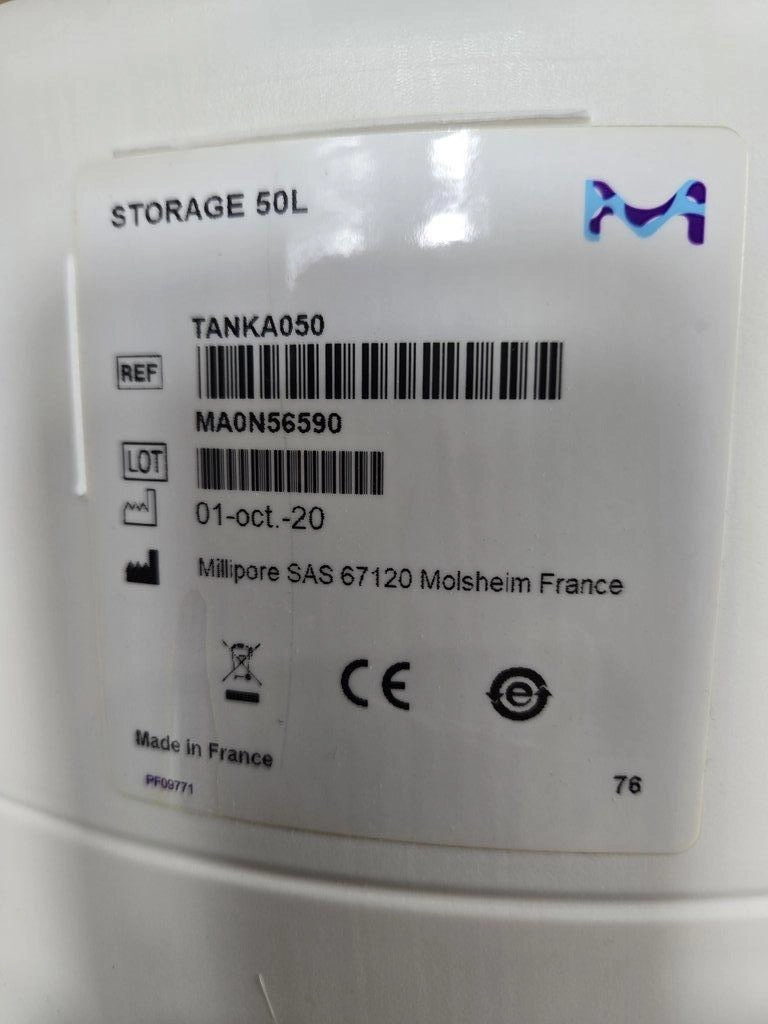 STORAGE 50L
TANKA050
REF
MA0N56590
LOT
01-oct.-20
Millipore SAS 67120 Molsheim France
CE
e
Made in France
PF09771
76